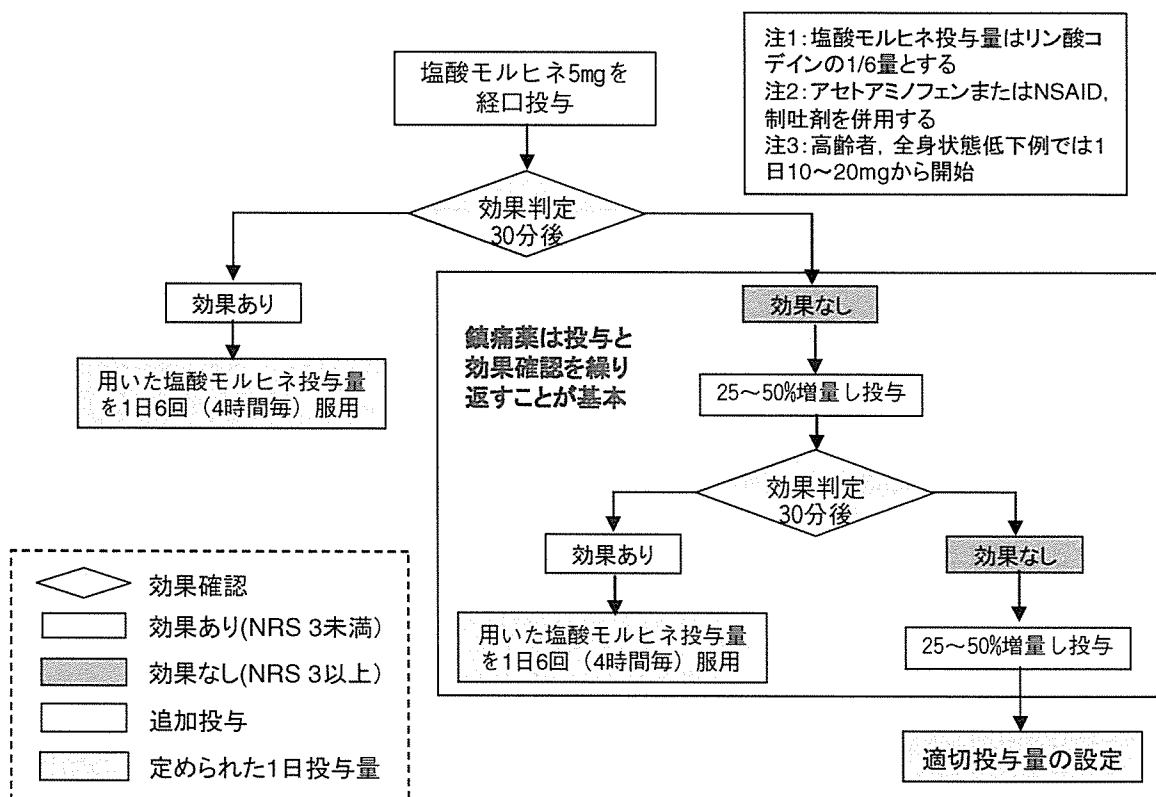 塩酸モルヒネ5mgを
経口投与
注1:塩酸モルヒネ投与量はリン酸コ
デインの1/6量とする
注2:アセトアミノフェンまたはNSAID,
制吐剤を併用する
注3:高齢者,全身状態低下例では1
日10～20mgから開始
効果判定
30分後
効果あり
効果なし
用いた塩酸モルヒネ投与量
を1日6回（4時間毎）服用
鎮痛薬は投与と
効果確認を繰り
返すことが基本
25～50%増量し投与
効果判定
30分後
効果あり
効果なし
用いた塩酸モルヒネ投与量
を1日6回（4時間毎）服用
25～50%増量し投与
適切投与量の設定
効果確認
効果あり(NRS 3未満)
効果なし(NRS 3以上)
追加投与
定められた1日投与量